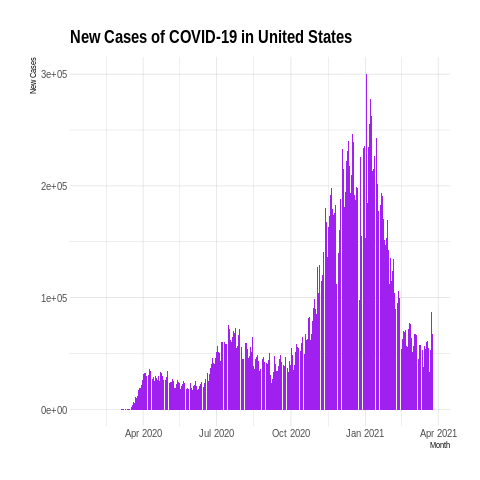 New Cases of COVID-19 in United States
New Cases
3e+05
2e+05
1e+05
0e+00
Apr 2020 Jul 2020 Oct 2020 Jan 2021 Apr 2021
Month